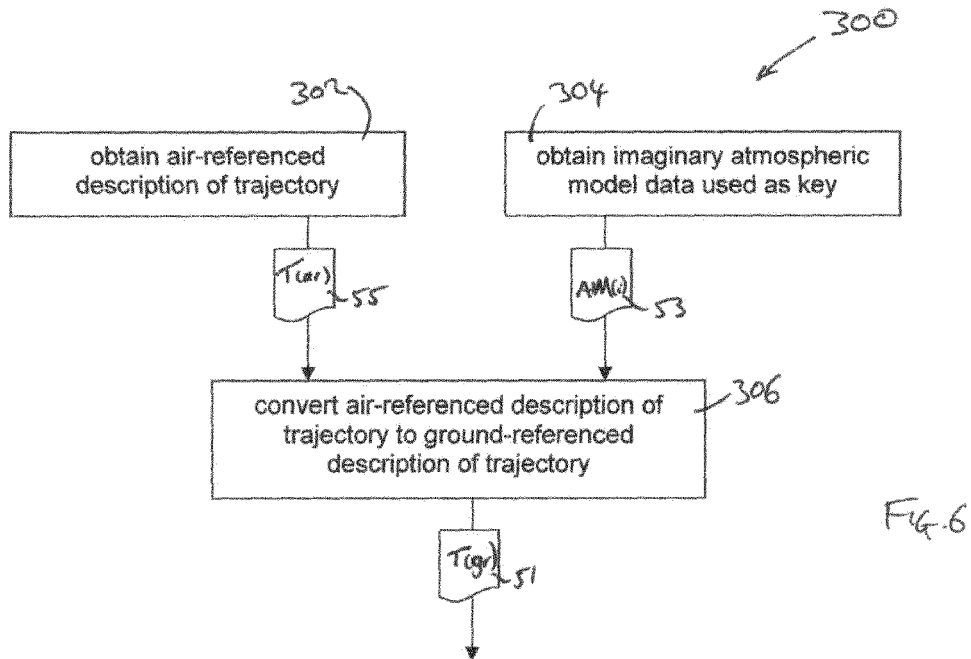 300
302
304
obtain air-referenced
description of trajectory
obtain imaginary atmospheric
model data used as key
T(ar)
55
AM(i)
53
convert air-referenced description of
trajectory to ground-referenced
description of trajectory
306
T(gr)
51
FIG.6